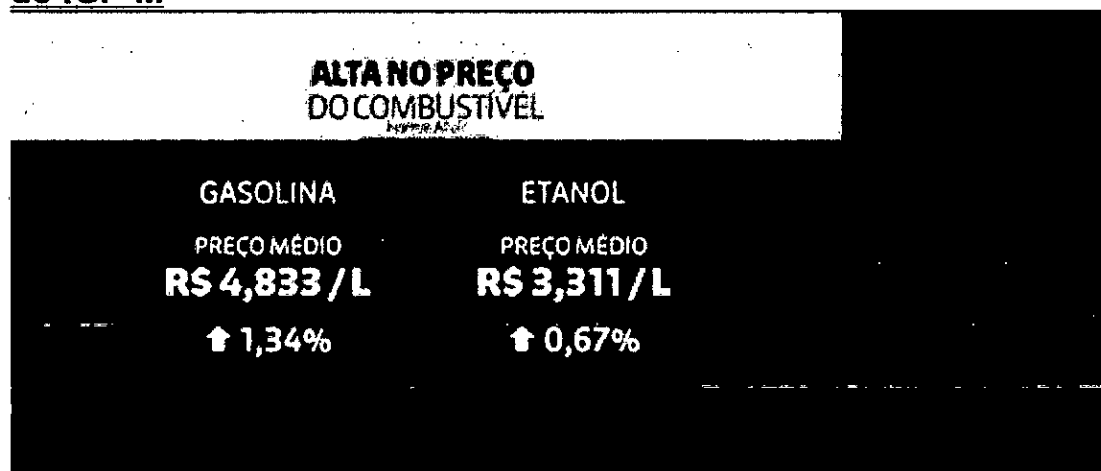 ALTA NO PREÇO
DO COMBUSTÍVEL
GASOLINA
ETANOL
PREÇO MÉDIO
PREÇO MÉDIO
R$ 4,833 / L
R$ 3,311 / L
⬆ 1,34%
⬆ 0,67%